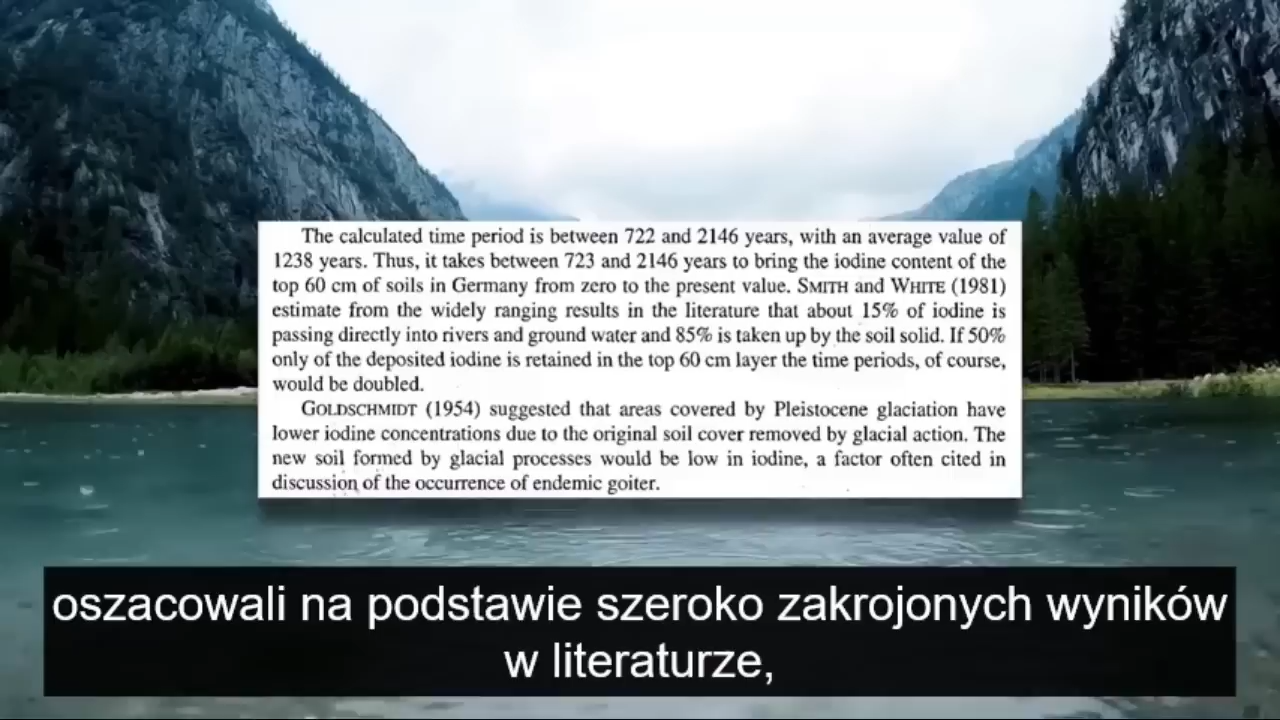 The calculated time period is between 722 and 2146 years, with an average value of
1238 years. Thus, it takes between 723 and 2146 years to bring the iodine content of the
top 60 cm of soils in Germany from zero to the present value. SMITH and WHITE (1981)
estimate from the widely ranging results in the literature that about 15% of iodine is
passing directly into rivers and ground water and 85% is taken up by the soil solid. If 50%
only of the deposited iodine is retained in the top 60 cm layer the time periods, of course,
would be doubled.
GOLDSCHMIDT (1954) suggested that areas covered by Pleistocene glaciation have
lower iodine concentrations due to the original soil cover removed by glacial action. The
new soil formed by glacial processes would be low in iodine, a factor often cited in
discussion of the occurrence of endemic goiter.
oszacowali na podstawie szeroko zakrojonych wyników
w literaturze,